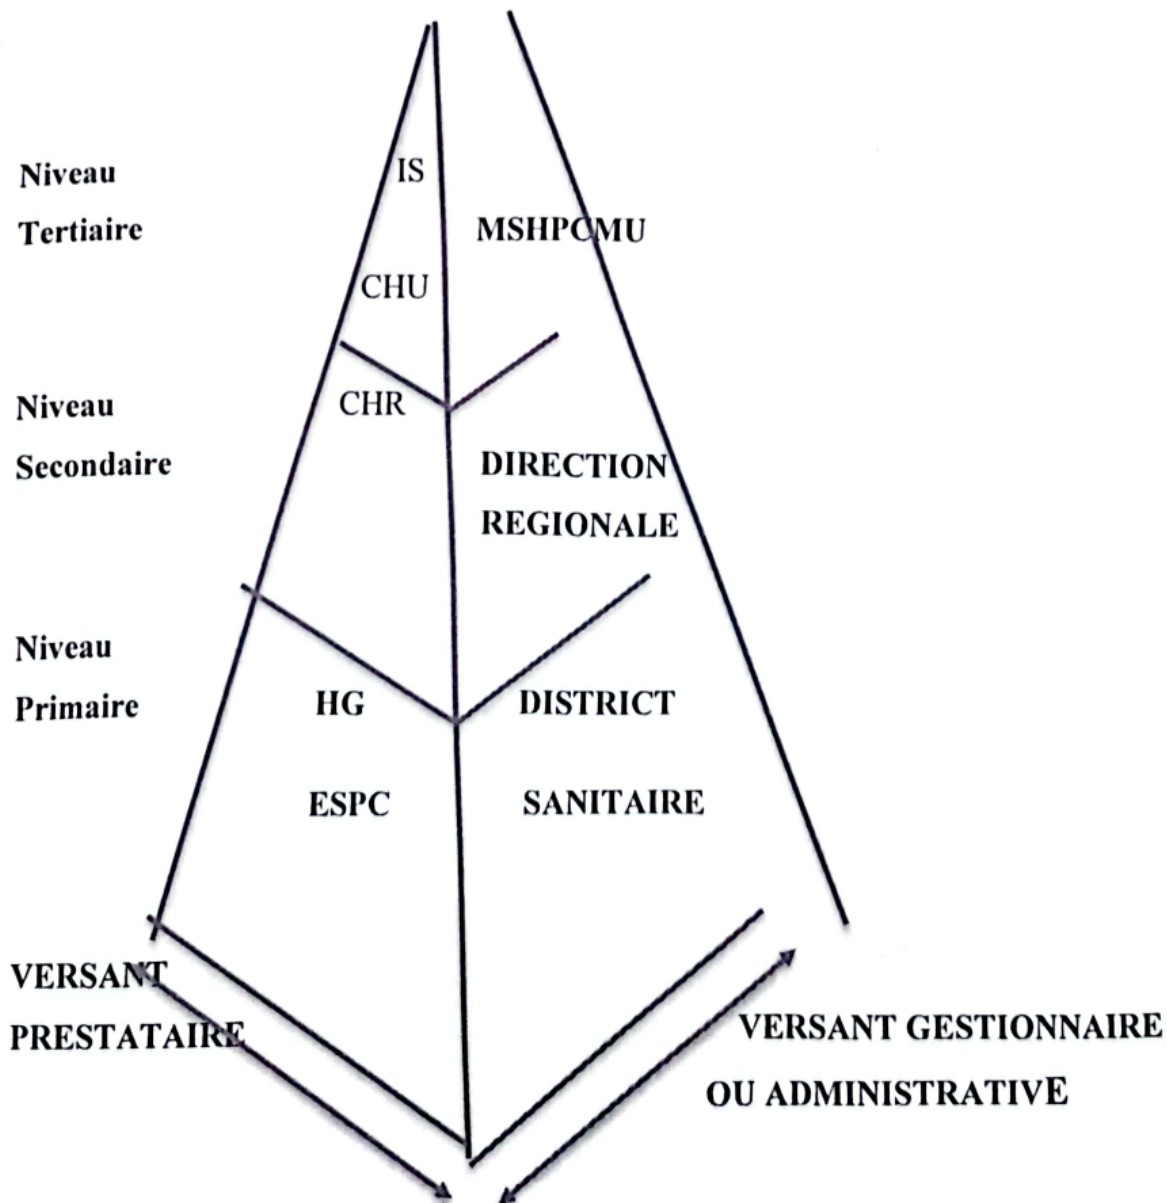 Niveau
Tertiaire
IS
MSHPCMU
CHU
Niveau
Secondaire
CHR
DIRECTION
REGIONALE
Niveau
Primaire
HG
DISTRICT
ESPC
SANITAIRE
VERSANT
PRESTATAIRE
VERSANT GESTIONNAIRE
OU ADMINISTRATIVE